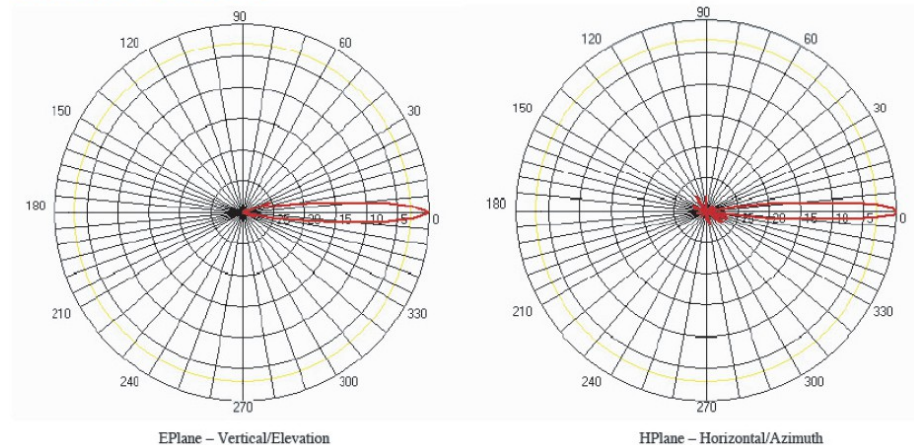 90 90
120 60 120 60
150 30 150 30
180 -20 -15 -10 -5 0 180 -20 -15 -10 -5 0
210 330 210 330
240 300 240 300
270 270
EPlane – Vertical/Elevation HPlane – Horizontal/Azimuth